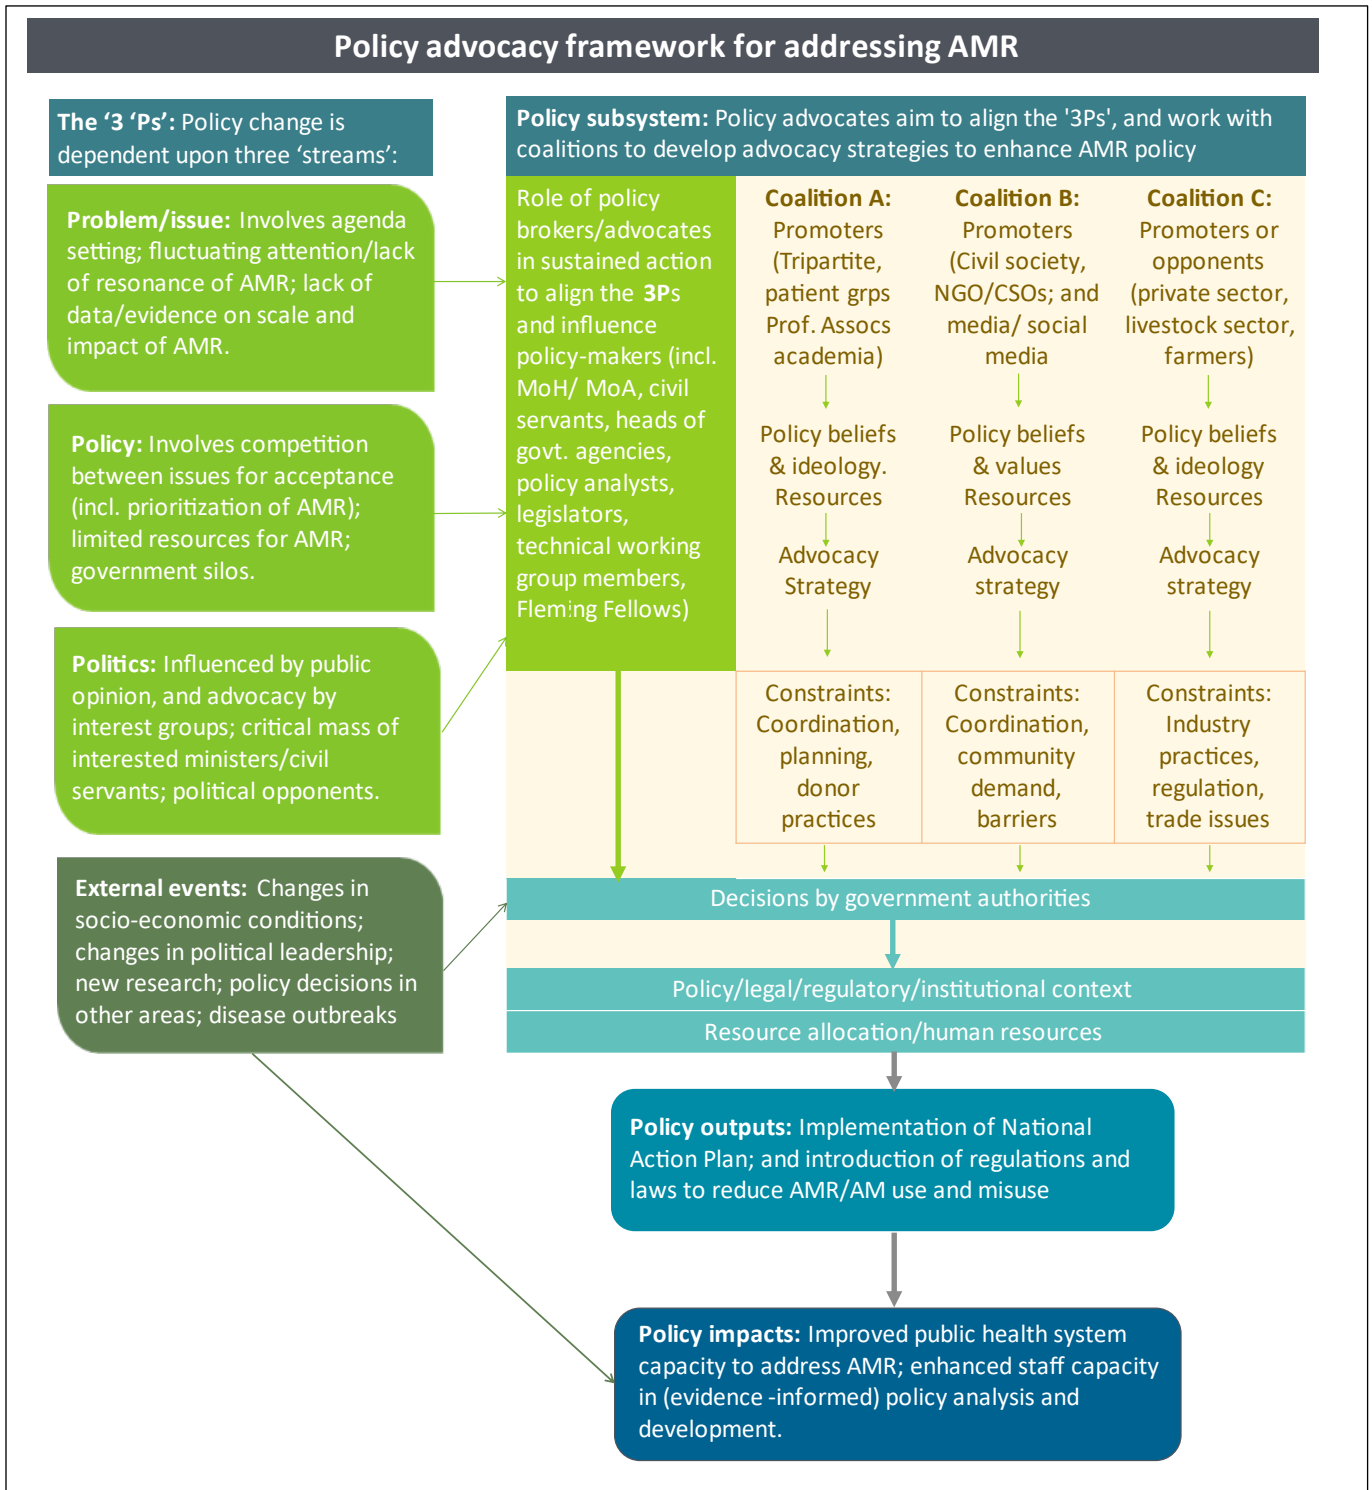 Policy advocacy framework for addressing AMR
The ‘3 ‘Ps’: Policy change is
dependent upon three ‘streams’:
Problem/issue: Involves agenda
setting; fluctuating attention/lack
of resonance of AMR; lack of
data/evidence on scale and
impact of AMR.
Policy: Involves competition
between issues for acceptance
(incl. prioritization of AMR);
limited resources for AMR;
government silos.
Politics: Influenced by public
opinion, and advocacy by
interest groups; critical mass of
interested ministers/civil
servants; political opponents.
External events: Changes in
socio-economic conditions;
changes in political leadership;
new research; policy decisions in
other areas; disease outbreaks
Policy subsystem: Policy advocates aim to align the '3Ps', and work with
coalitions to develop advocacy strategies to enhance AMR policy
Role of policy
brokers/advocates
in sustained action
to align the 3Ps
and influence
policy-makers (incl.
MoH/ MoA, civil
servants, heads of
govt. agencies,
policy analysts,
legislators,
technical working
group members,
Fleming Fellows)
Coalition A:
Promoters
(Tripartite,
patient grps
Prof. Assocs
academia)
Policy beliefs
& ideology.
Resources
Advocacy
Strategy
Constraints:
Coordination,
planning,
donor
practices
Coalition B:
Promoters
(Civil society,
NGO/CSOs; and
media/ social
media
Policy beliefs
& values
Resources
Advocacy
strategy
Constraints:
Coordination,
community
demand,
barriers
Coalition C:
Promoters or
opponents
(private sector,
livestock sector,
farmers)
Policy beliefs
& ideology
Resources
Advocacy
strategy
Constraints:
Industry
practices,
regulation,
trade issues
Decisions by government authorities
Policy/legal/regulatory/institutional context
Resource allocation/human resources
Policy outputs: Implementation of National
Action Plan; and introduction of regulations and
laws to reduce AMR/AM use and misuse
Policy impacts: Improved public health system
capacity to address AMR; enhanced staff capacity
in (evidence -informed) policy analysis and
development.